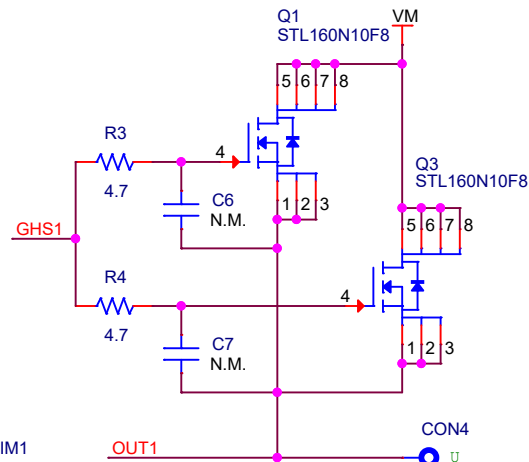 Q1
STL160N10F8
VM
5 6 7 8
R3
4.7
4
1 2 3
C6
N.M.
Q3
STL160N10F8
5 6 7 8
GHS1
R4
4.7
4
1 2 3
C7
N.M.
IM1
OUT1
CON4
U